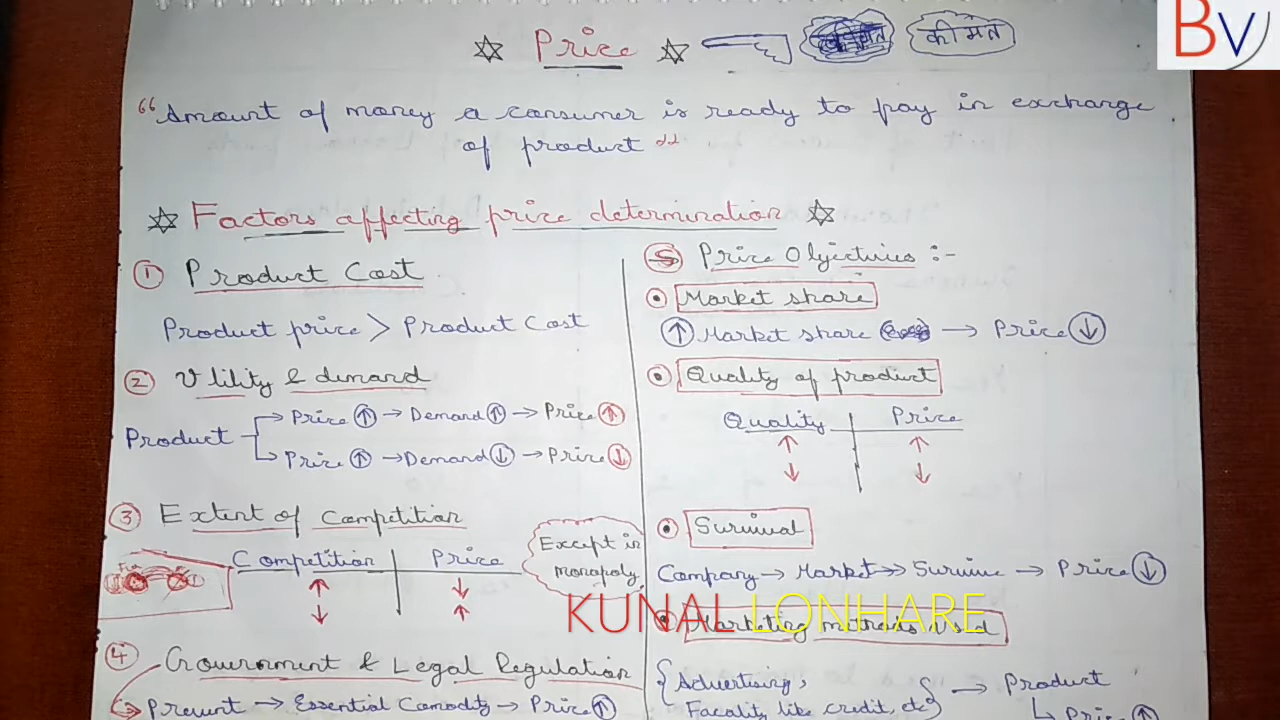 Price कीमत
BV
“Amount of money a consumer is ready to pay in exchange
of product”
Factors affecting price determination
① Product Cost
Product price > Product Cost
② Utility & demand
Product
Price ↑ → Demand ↑ → Price ↑
Price ↑ → Demand ↓ → Price ↓
③ Extent of competition
Competition Price
↑ ↓
↓ ↑
Except in
monopoly
④ Government & Legal Regulation
Prevent → Essential Comodity → Price ↑
⑤ Price Objectives :-
• Market share
↑ Market share → Price ↓
• Quality of product
Quality Price
↑ ↑
↓ ↓
• Survival
Company → Market → Survive → Price ↓
KUNAL LONHARE
• Marketing methods
{Advertising,
Facality like credit, etc} → Product
↳ Price ↑